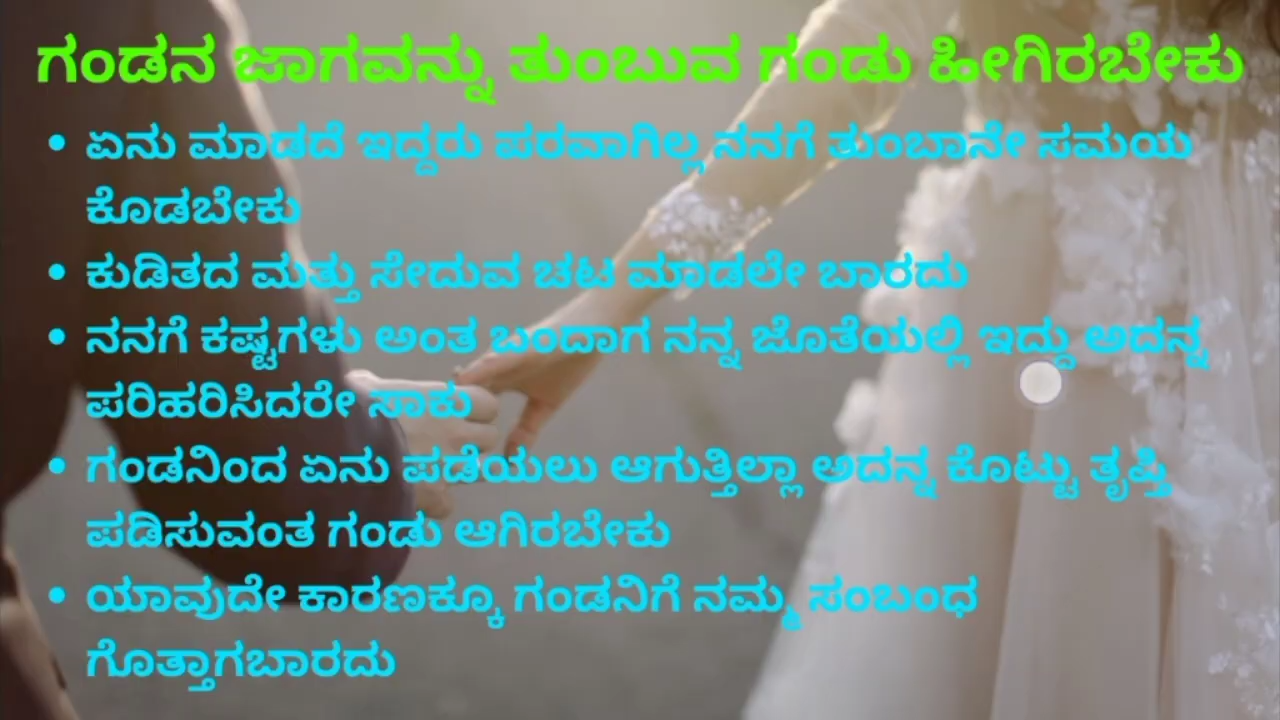 ಗಂಡನ ಜಾಗವನ್ನು ತುಂಬುವ ಗಂಡು ಹೀಗಿರಬೇಕು
• ಏನು ಮಾಡದೆ ಇದ್ದರು ಪರವಾಗಿಲ್ಲ ನನಗೆ ತುಂಬಾನೇ ಸಮಯ
ಕೊಡಬೇಕು
• ಕುಡಿತದ ಮತ್ತು ಸೇದುವ ಚಟ ಮಾಡಲೇ ಬಾರದು
• ನನಗೆ ಕಷ್ಟಗಳು ಅಂತ ಬಂದಾಗ ನನ್ನ ಜೊತೆಯಲ್ಲಿ ಇದ್ದು ಅದನ್ನ
ಪರಿಹರಿಸಿದರೇ ಸಾಕು
• ಗಂಡನಿಂದ ಏನು ಪಡೆಯಲು ಆಗುತ್ತಿಲ್ಲಾ ಅದನ್ನ ಕೊಟ್ಟು ತೃಪ್ತಿ
ಪಡಿಸುವಂತ ಗಂಡು ಆಗಿರಬೇಕು
• ಯಾವುದೇ ಕಾರಣಕ್ಕೂ ಗಂಡನಿಗೆ ನಮ್ಮ ಸಂಬಂಧ
ಗೊತ್ತಾಗಬಾರದು